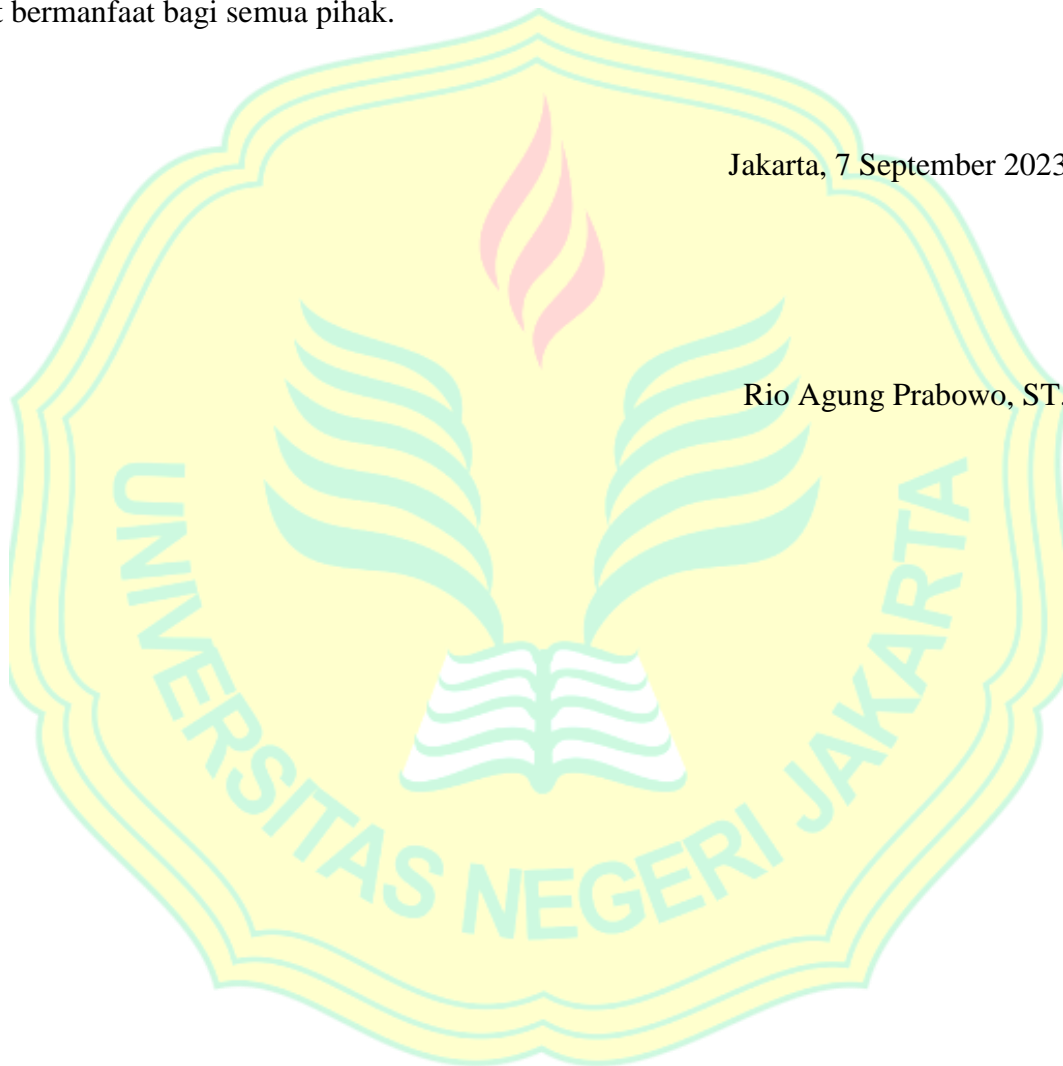 bermanfaat bagi semua pihak.
Jakarta, 7 September 2023
Rio Agung Prabowo, ST.
UNIVERSITAS NEGERI JAKARTA